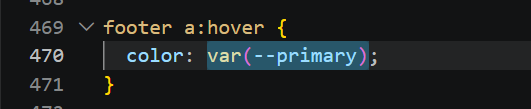 469 footer a:hover {
470 color: var(--primary);
471 }